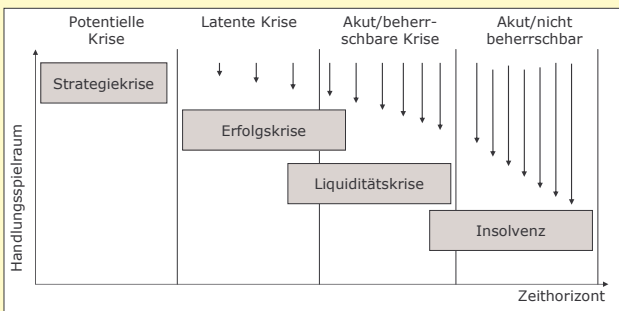 Potentielle
Krise
Latente Krise
Akut/beherr-
schbare Krise
Akut/nicht
beherrschbar
Strategiekrise
Erfolgskrise
Liquiditätskrise
Insolvenz
Handlungsspielraum
Zeithorizont